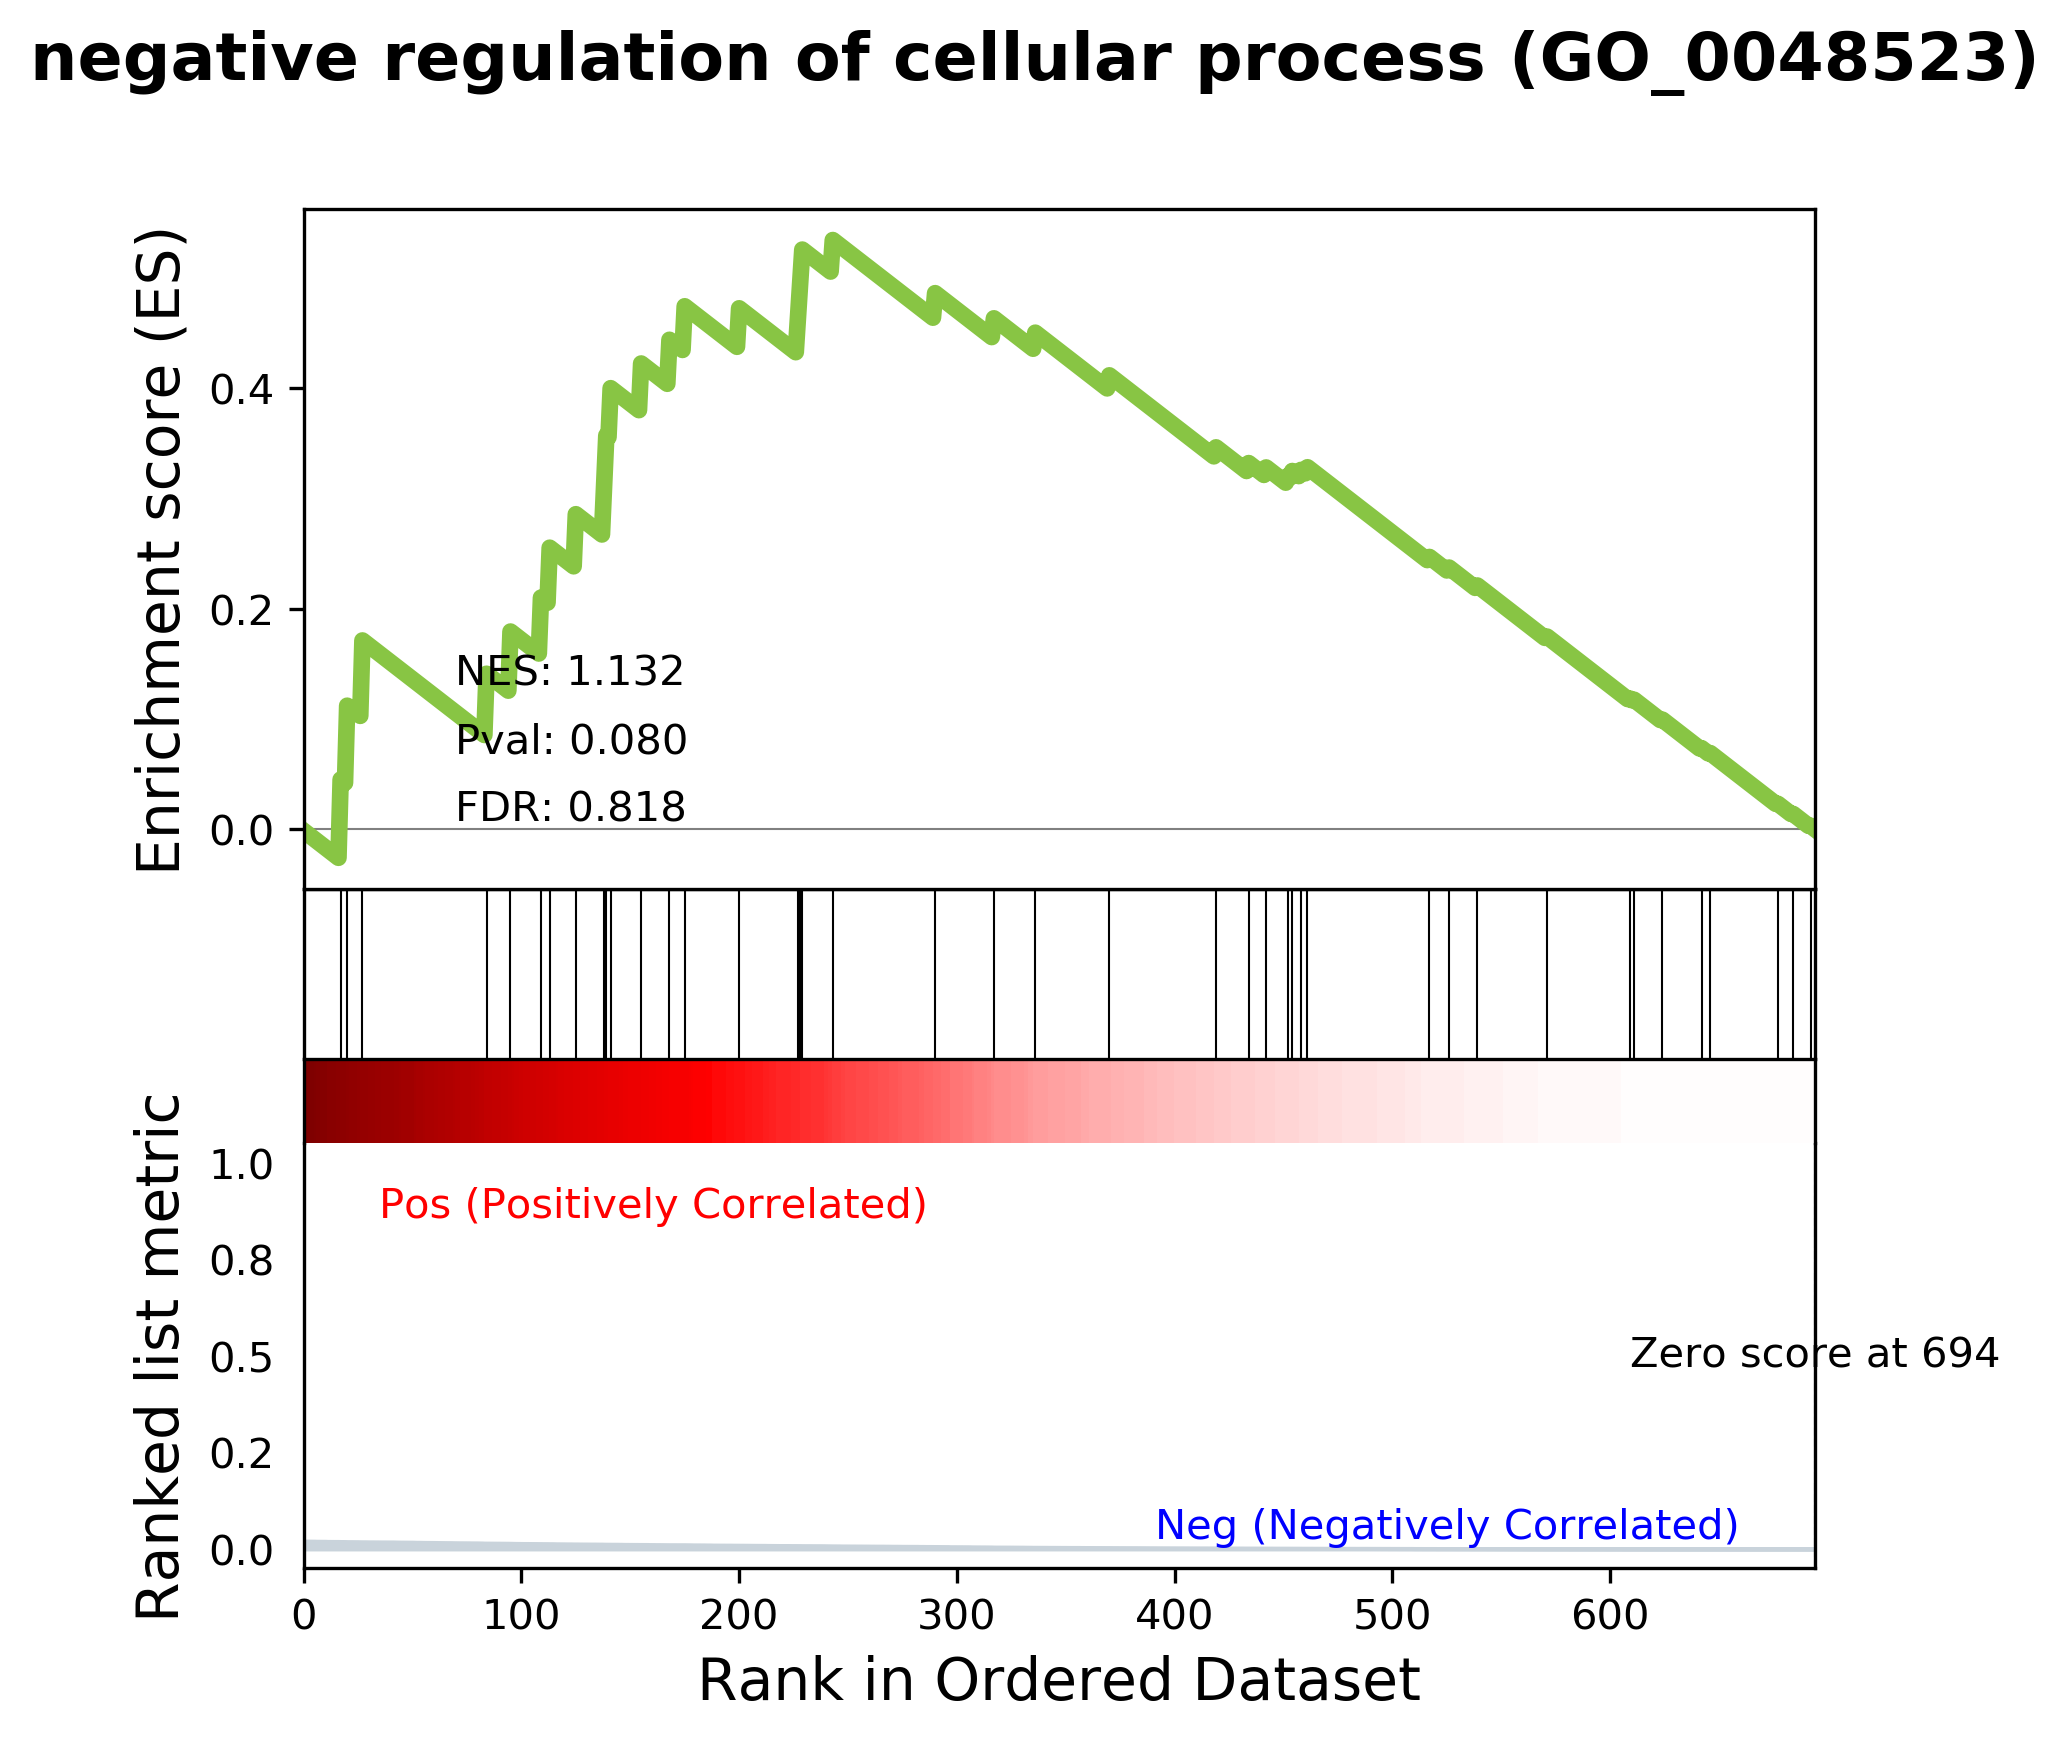 negative regulation of cellular process (GO_0048523)
Enrichment score (ES)
0.4
0.2
0.0
NES: 1.132
Pval: 0.080
FDR: 0.818
Ranked list metric
1.0
0.8
0.5
0.2
0.0
Pos (Positively Correlated)
Zero score at 694
Neg (Negatively Correlated)
0 100 200 300 400 500 600
Rank in Ordered Dataset